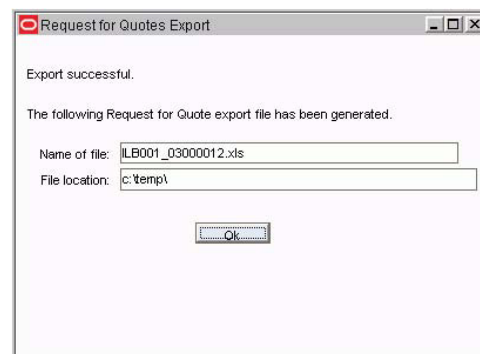 Request for Quotes Export
Export successful.
The following Request for Quote export file has been generated.
Name of file: ILB001_03000012.xls
File location: c:\temp\
Ok